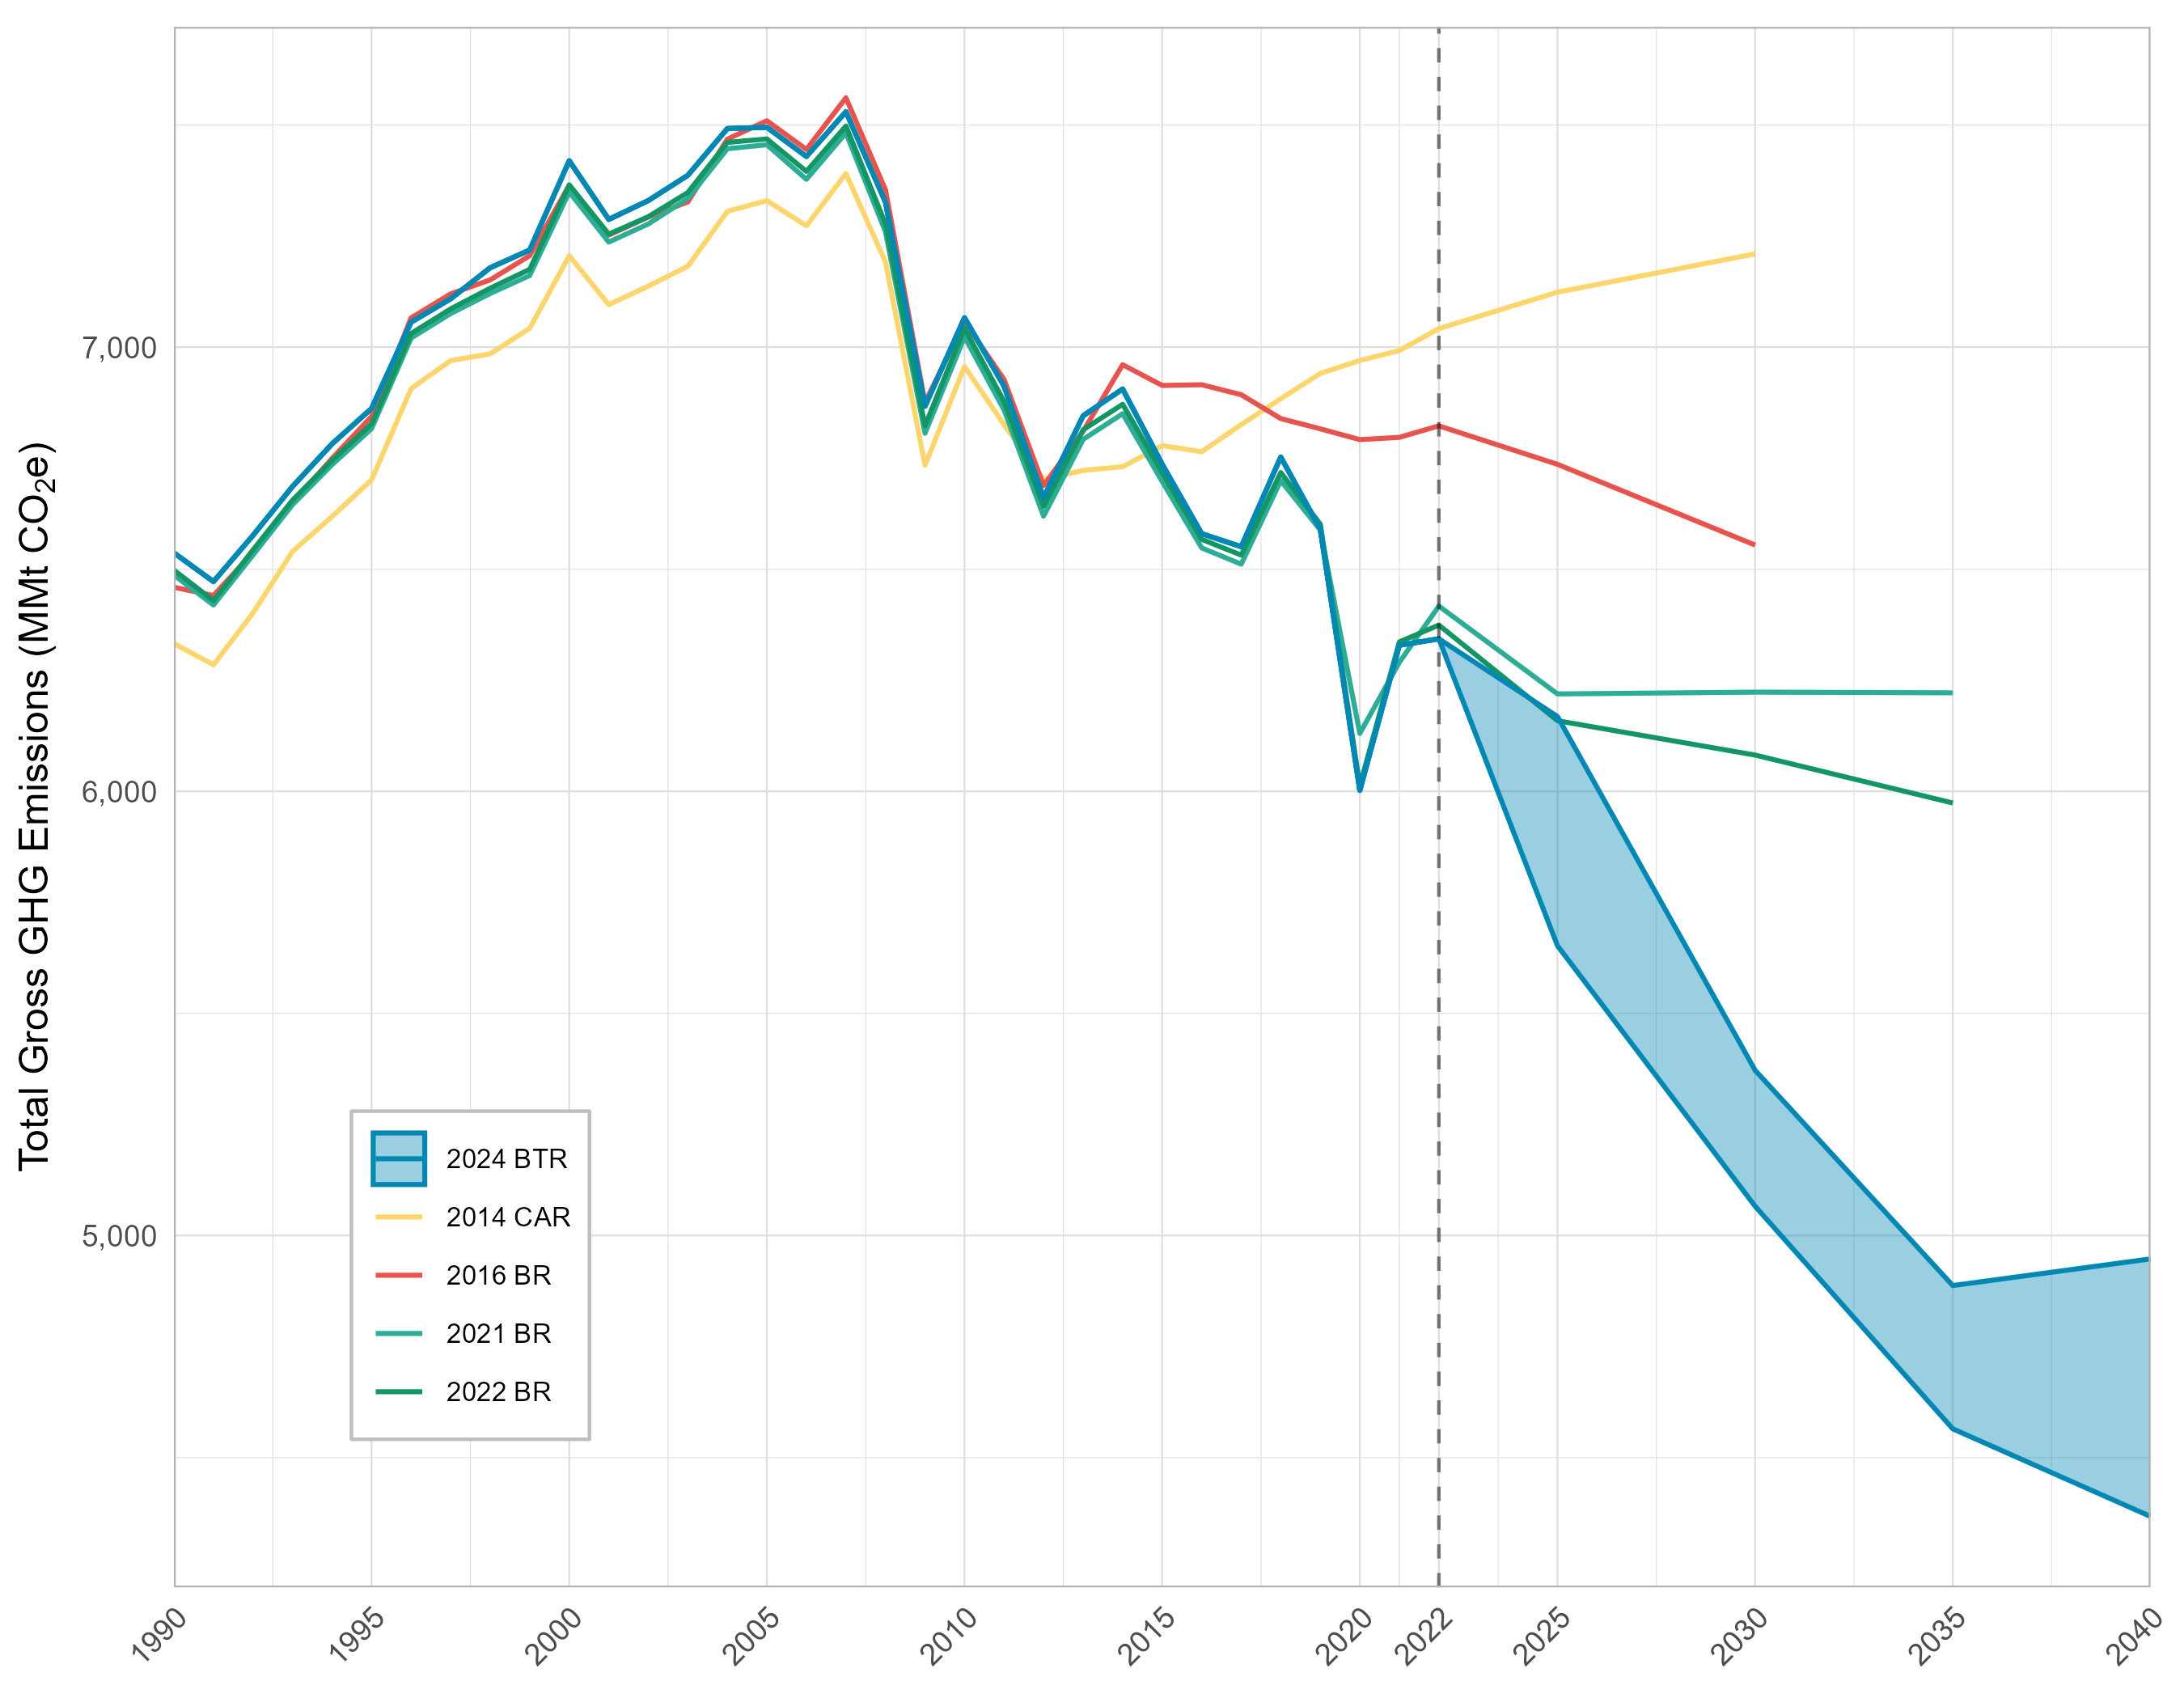 Total Gross GHG Emissions (MMt CO₂e)
7,000
6,000
5,000
2024 BTR
2014 CAR
2016 BR
2021 BR
2022 BR
1990
1995
2000
2005
2010
2015
2020
2022
2025
2030
2035
2040